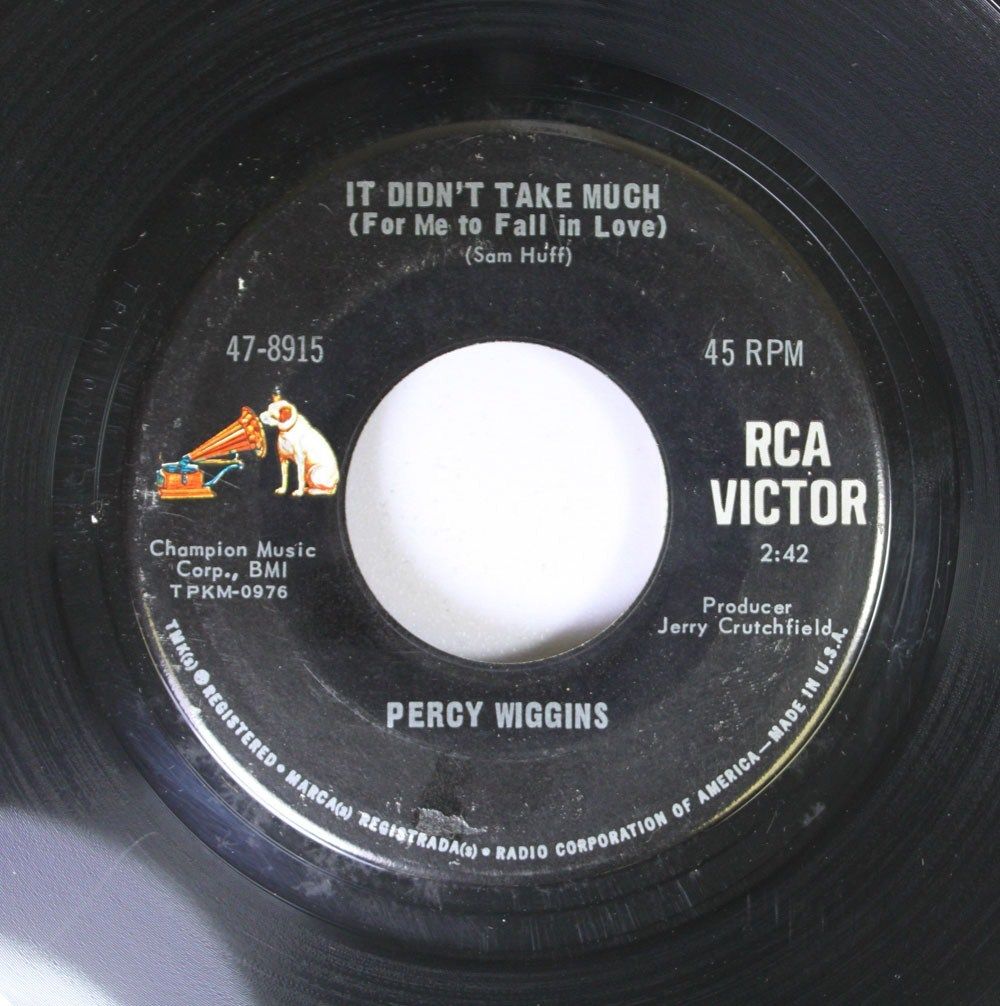 IT DIDN'T TAKE MUCH
(For Me to Fall in Love)
(Sam Huff)
47-8915
45 RPM
RCA
VICTOR
Champion Music
Corp., BMI
TPKM-0976
2:42
Producer
Jerry Crutchfield
PERCY WIGGINS
TMK(s) ® REGISTERED • MARCA(s) REGISTRADA(s) • RADIO CORPORATION OF AMERICA—MADE IN U.S.A.